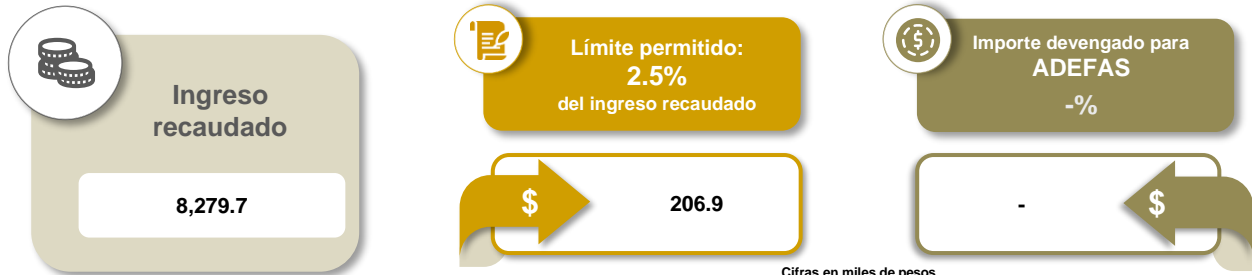 Ingreso
recaudado
8,279.7
Límite permitido:
2.5%
del ingreso recaudado
$
206.9
Importe devengado para
ADEFAS
-%
-
$
Cifras en miles de pesos